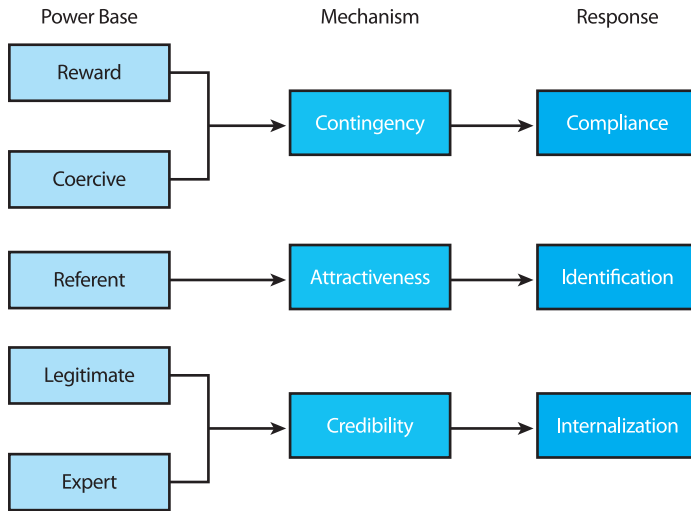 Power Base
Mechanism
Response
Reward
Contingency
Compliance
Coercive
Referent
Attractiveness
Identification
Legitimate
Credibility
Internalization
Expert